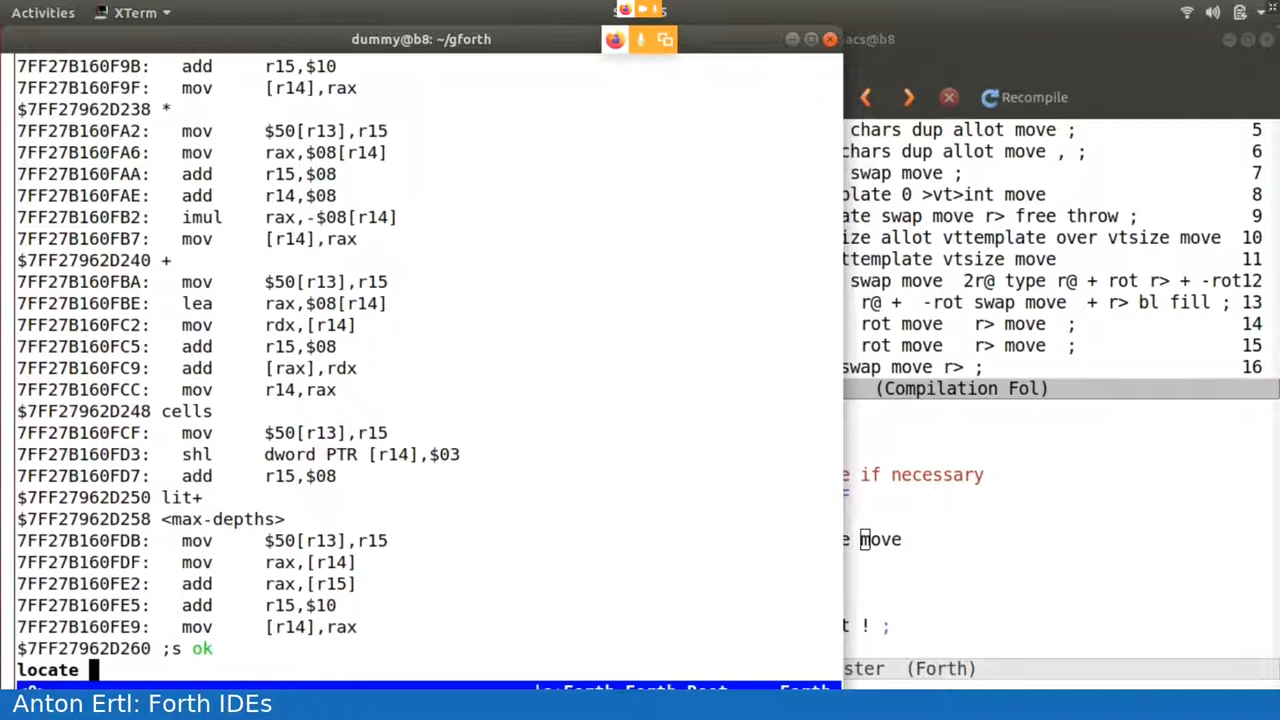 Activities XTerm
dummy@b8: ~/gforth
acs@b8
7FF27B160F9B: add r15,$10
7FF27B160F9F: mov [r14],rax
$7FF27962D238 *
7FF27B160FA2: mov $50[r13],r15
7FF27B160FA6: mov rax,$08[r14]
7FF27B160FAA: add r15,$08
7FF27B160FAE: add r14,$08
7FF27B160FB2: imul rax,-$08[r14]
7FF27B160FB7: mov [r14],rax
$7FF27962D240 +
7FF27B160FBA: mov $50[r13],r15
7FF27B160FBE: lea rax,$08[r14]
7FF27B160FC2: mov rdx,[r14]
7FF27B160FC5: add r15,$08
7FF27B160FC9: add [rax],rdx
7FF27B160FCC: mov r14,rax
$7FF27962D248 cells
7FF27B160FCF: mov $50[r13],r15
7FF27B160FD3: shl dword PTR [r14],$03
7FF27B160FD7: add r15,$08
$7FF27962D250 lit+
$7FF27962D258 <max-depths>
7FF27B160FDB: mov $50[r13],r15
7FF27B160FDF: mov rax,[r14]
7FF27B160FE2: add rax,[r15]
7FF27B160FE5: add r15,$10
7FF27B160FE9: mov [r14],rax
$7FF27962D260 ;s ok
locate
Recompile
chars dup allot move ; 5
chars dup allot move , ; 6
swap move ; 7
plate 0 >vt>int move 8
ate swap move r> free throw ; 9
ize allot vttemplate over vtsize move 10
ttemplate vtsize move 11
swap move 2r@ type r@ + rot r> + -rot12
r@ + -rot swap move + r> bl fill ; 13
rot move r> move ; 14
rot move r> move ; 15
swap move r> ; 16
(Compilation Fol)
e if necessary
e move
t ! ;
ster (Forth)
Anton Ertl: Forth IDEs